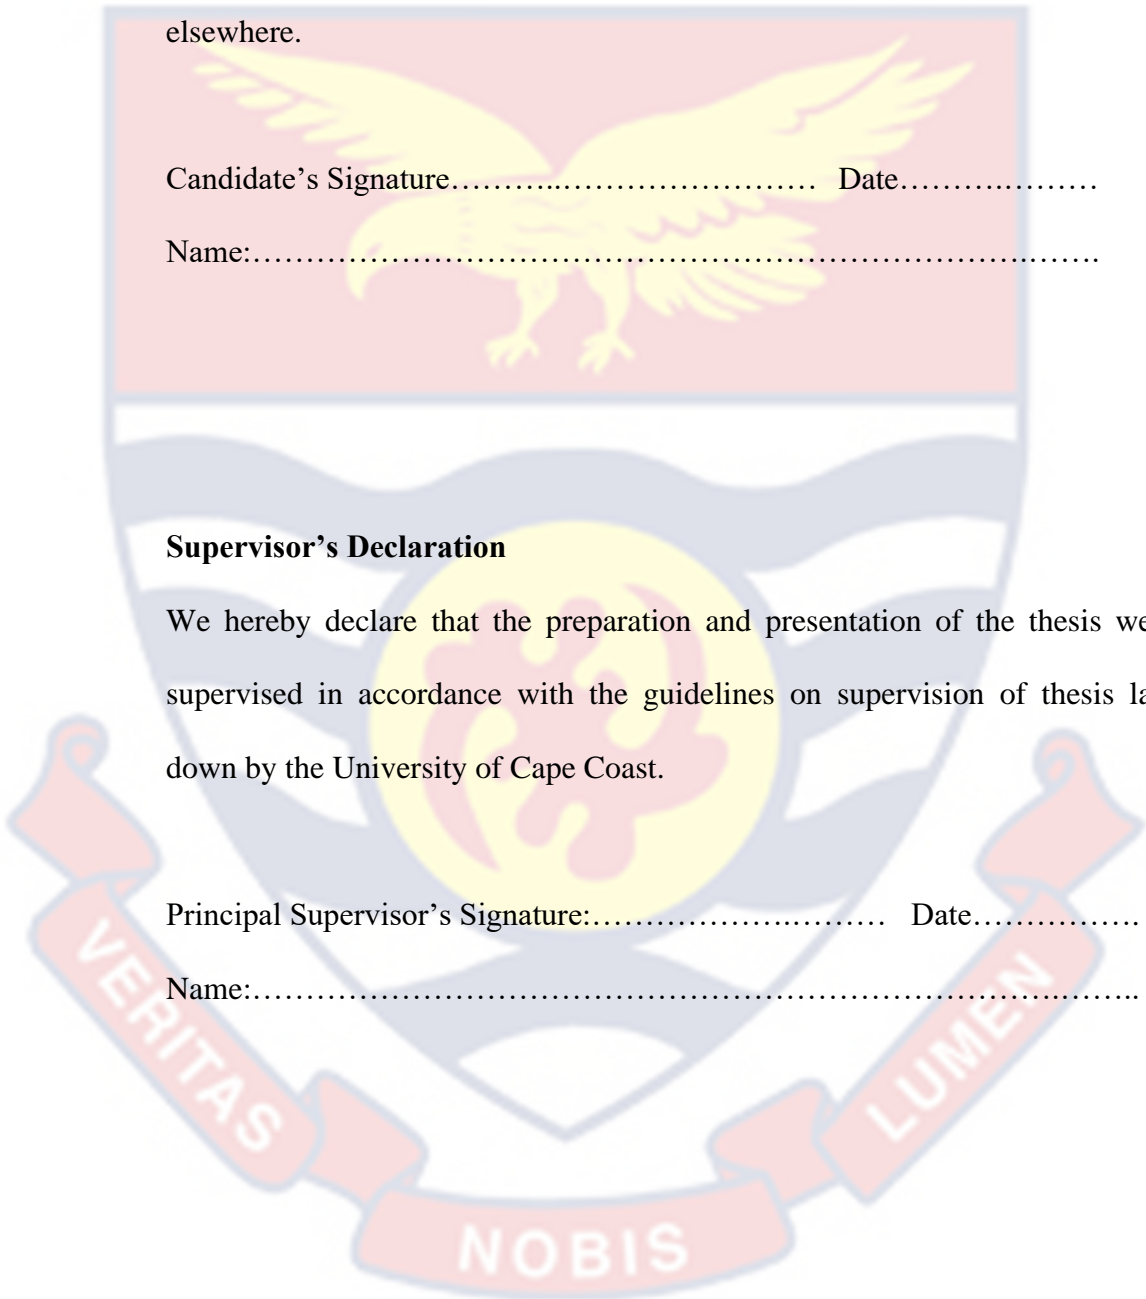 elsewhere.
Candidate’s Signature………..…………………… Date……….………
Name:…………………………………………………………….…….
Supervisor’s Declaration
We hereby declare that the preparation and presentation of the thesis we
supervised in accordance with the guidelines on supervision of thesis la
down by the University of Cape Coast.
Principal Supervisor’s Signature:…………………..……… Date…………….
Name:……………………………………………………………….……..
VERITAS
NOBIS
LUMEN